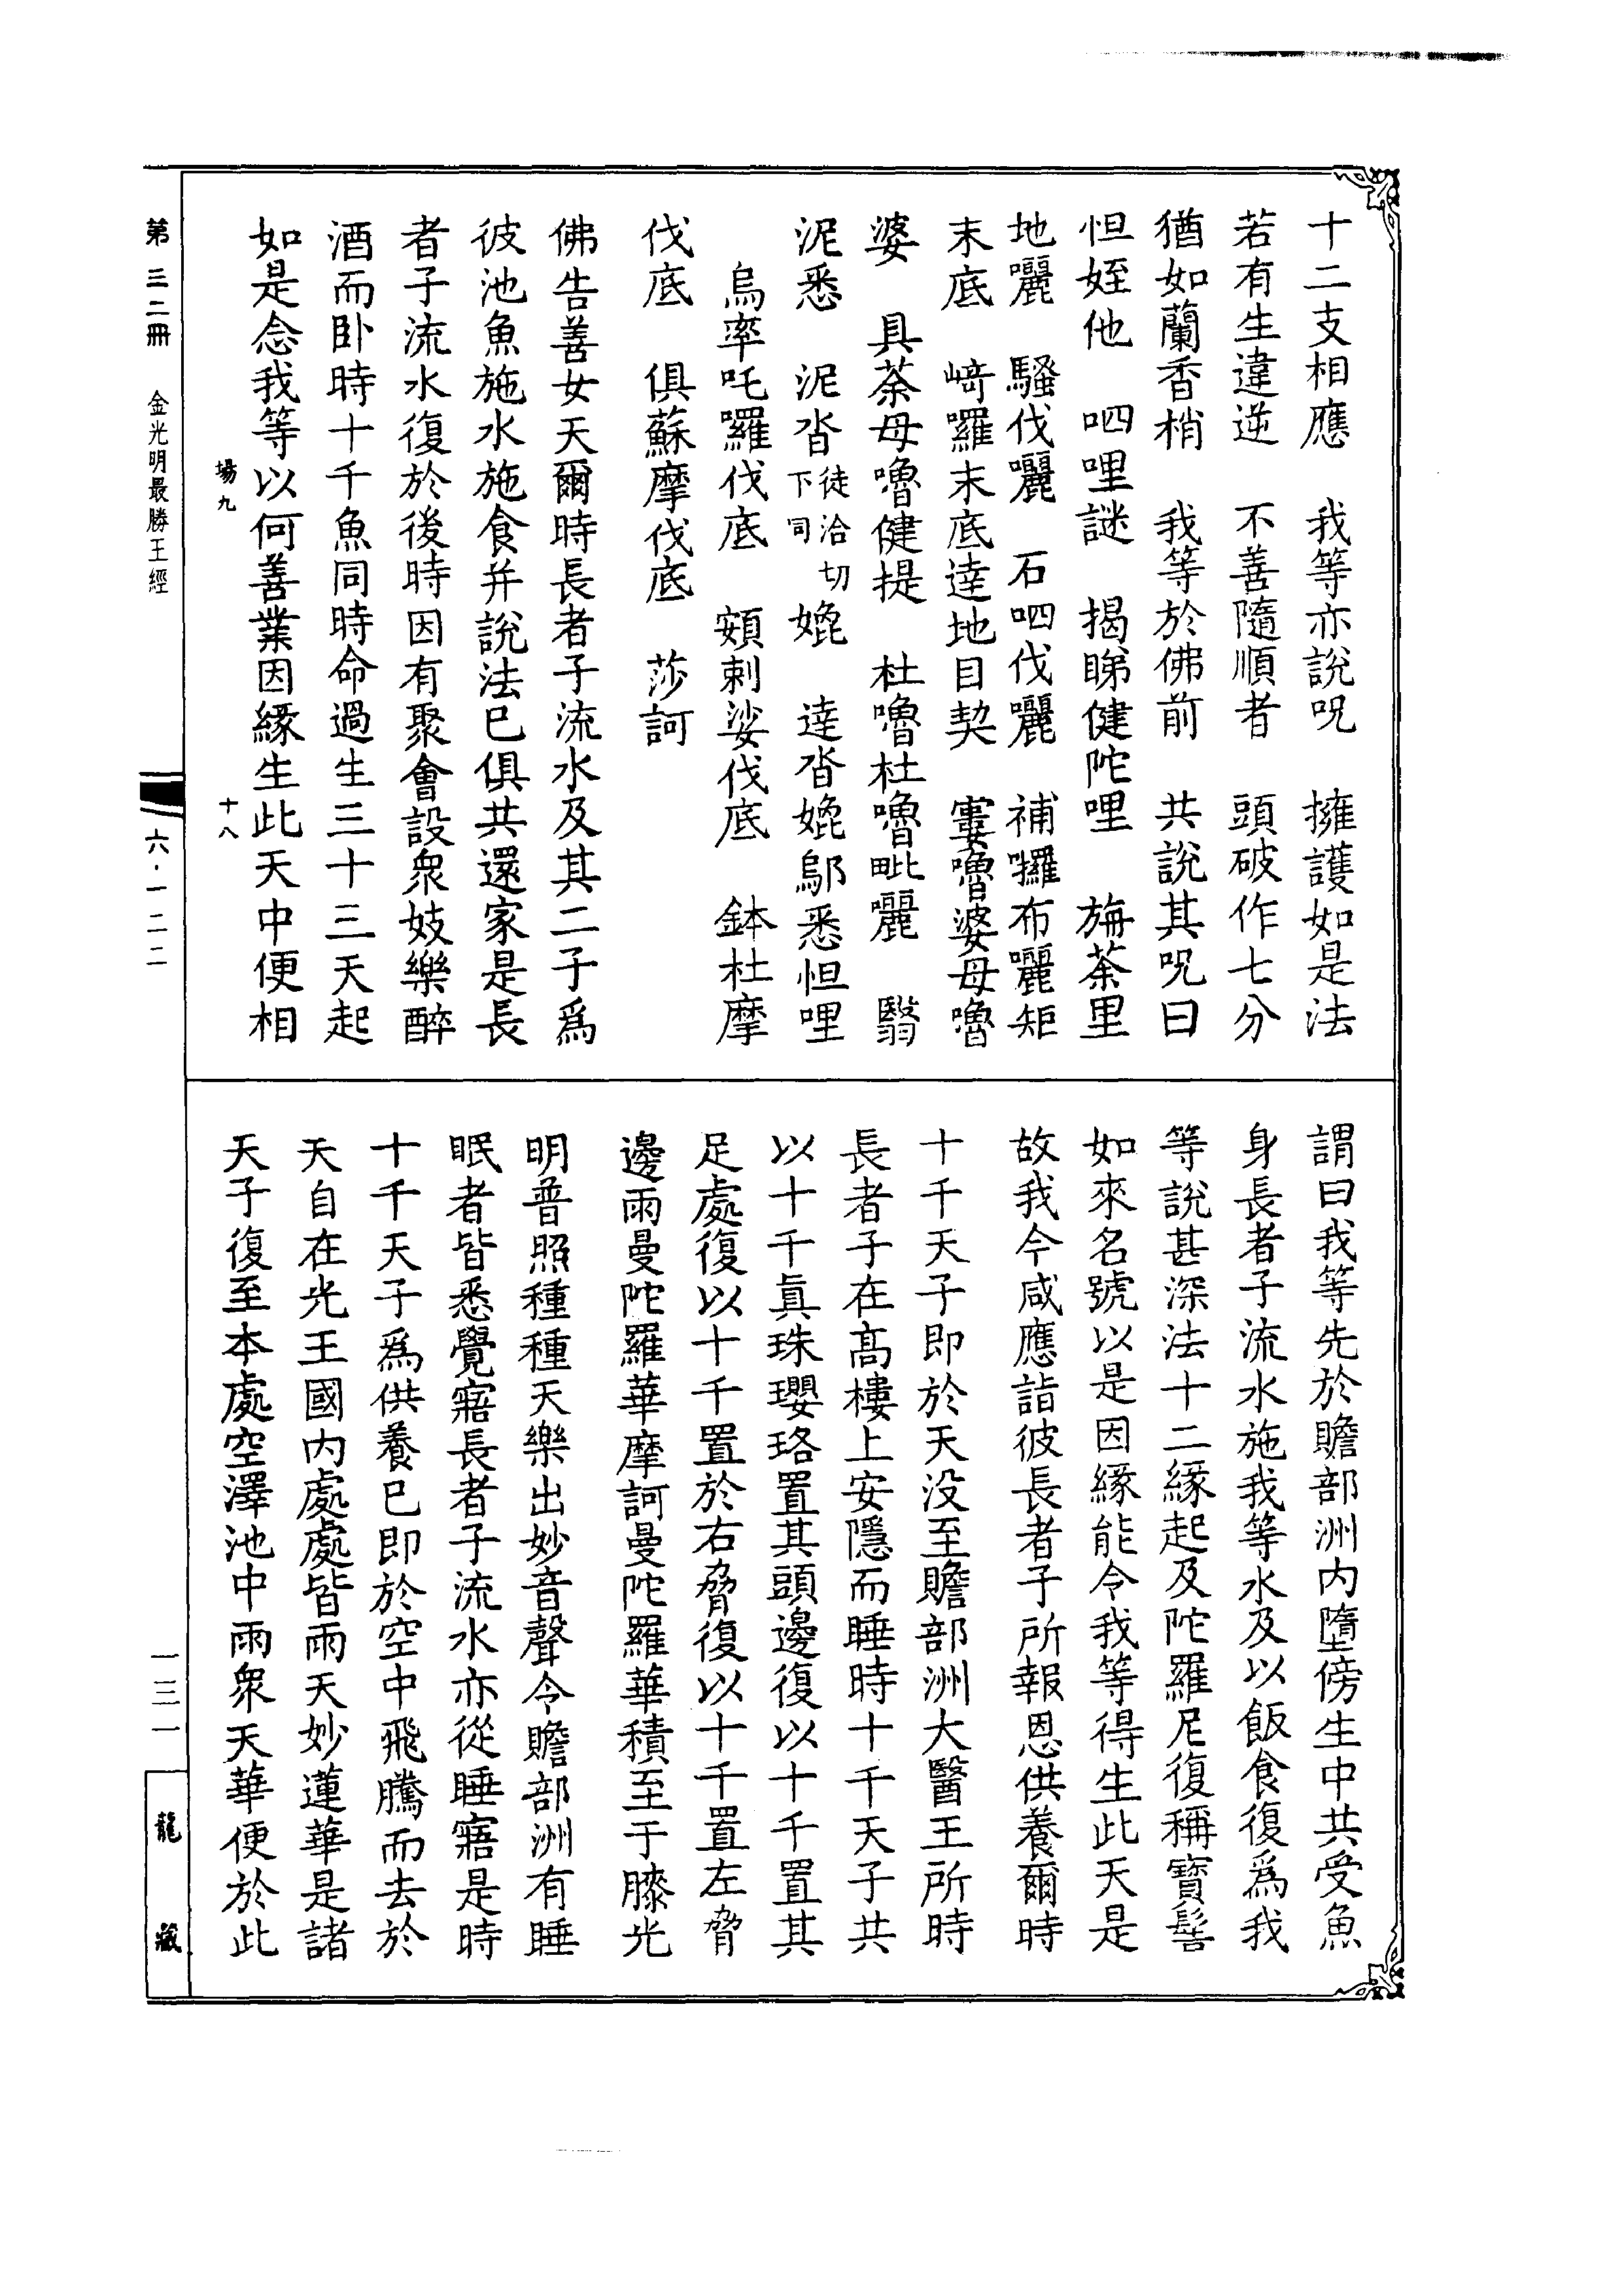 十二支相應　我等亦說呪　擁護如是法
若有生違逆　不善隨順者　頭破作七分
猶如蘭香梢　我等於佛前　共說其呪曰
怛姪他　呬哩謎　揭睇健陀哩　旃荼里
地囇　騷伐囇　石呬伐囇　補囉布囇矩
末底　崎囉末底達地目契　寠嚕婆母嚕
婆　具荼母嚕健提　杜嚕杜嚕毗囇　翳
泥悉　泥沓徒洽切下同媲　達沓媲鄔悉怛哩
烏率吒羅伐底　頞剌娑伐底　鉢杜摩
伐底　俱蘇摩伐底　莎訶
佛告善女天爾時長者子流水及其二子爲
彼池魚施水施食并說法已俱共還家是長
者子流水復於後時因有聚會設眾妓樂醉
酒而卧時十千魚同時命過生三十三天起
如是念我等以何善業因緣生此天中便相
謂曰我等先於贍部洲內墮傍生中共受魚
身長者子流水施我等水及以飯食復爲我
等說甚深法十二緣起及陀羅尼復稱寶髻
如來名號以是因緣能令我等得生此天是
故我今咸應詣彼長者子所報恩供養爾時
十千天子即於天没至贍部洲大醫王所時
長者子在高樓上安隱而睡時十千天子共
以十千眞珠瓔珞置其頭邊復以十千置其
足處復以十千置於右脅復以十千置左脅
邊雨曼陀羅華摩訶曼陀羅華積至于膝光
明普照種種天樂出妙音聲令贍部洲有睡
眠者皆悉覺寤長者子流水亦從睡寤是時
十千天子爲供養已即於空中飛騰而去於
天自在光王國內處處皆雨天妙蓮華是諸
天子復至本處空澤池中雨眾天華便於此
場九
十八
第三二冊　金光明最勝王經
六·一二二
一三一
龍藏